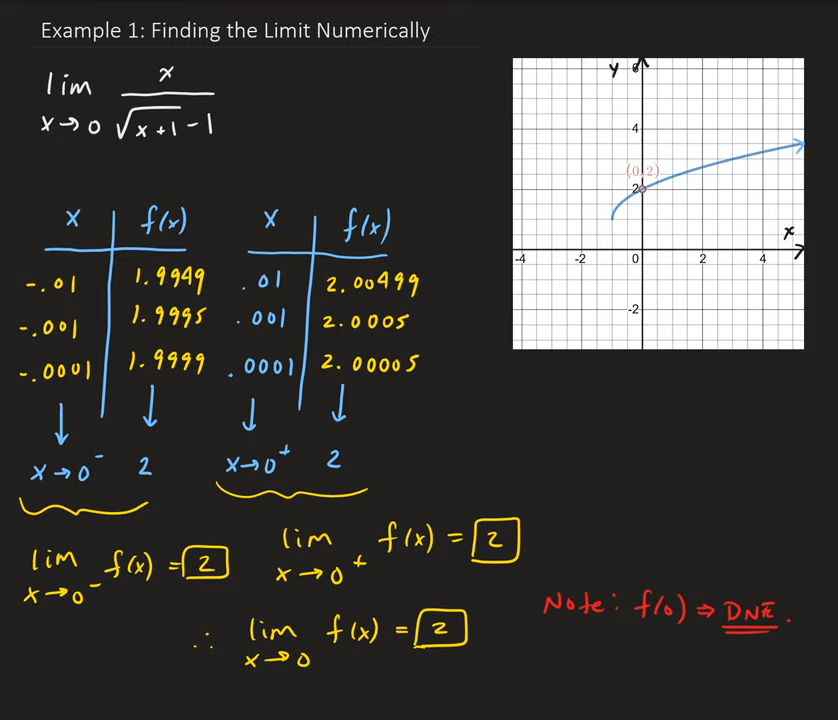 Example 1: Finding the Limit Numerically
lim x→0 x / (√(x+1) - 1)
y 6
4
(0,2)
2
x
-4 -2 0 2 4
-2
x | f(x) x | f(x)
-.01 | 1.9949 .01 | 2.00499
-.001 | 1.9995 .001 | 2.0005
-.0001 | 1.9999 .0001 | 2.00005
↓ ↓ ↓ ↓
x→0⁻ 2 x→0⁺ 2
lim x→0⁻ f(x) = 2
lim x→0⁺ f(x) = 2
∴ lim x→0 f(x) = 2
Note: f(0) ⇒ DNE.